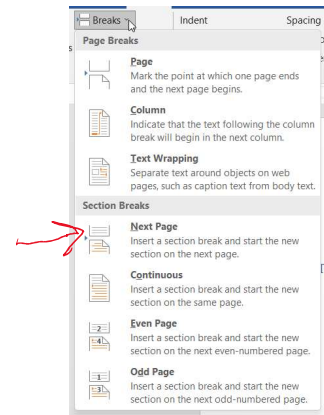 Breaks
Indent
Spacing
Page Breaks
Page
Mark the point at which one page ends
and the next page begins.
Column
Indicate that the text following the column
break will begin in the next column.
Text Wrapping
Separate text around objects on web
pages, such as caption text from body text.
Section Breaks
Next Page
Insert a section break and start the new
section on the next page.
Continuous
Insert a section break and start the new
section on the same page.
Even Page
Insert a section break and start the new
section on the next even-numbered page.
2
4
Odd Page
Insert a section break and start the new
section on the next odd-numbered page.
1
3